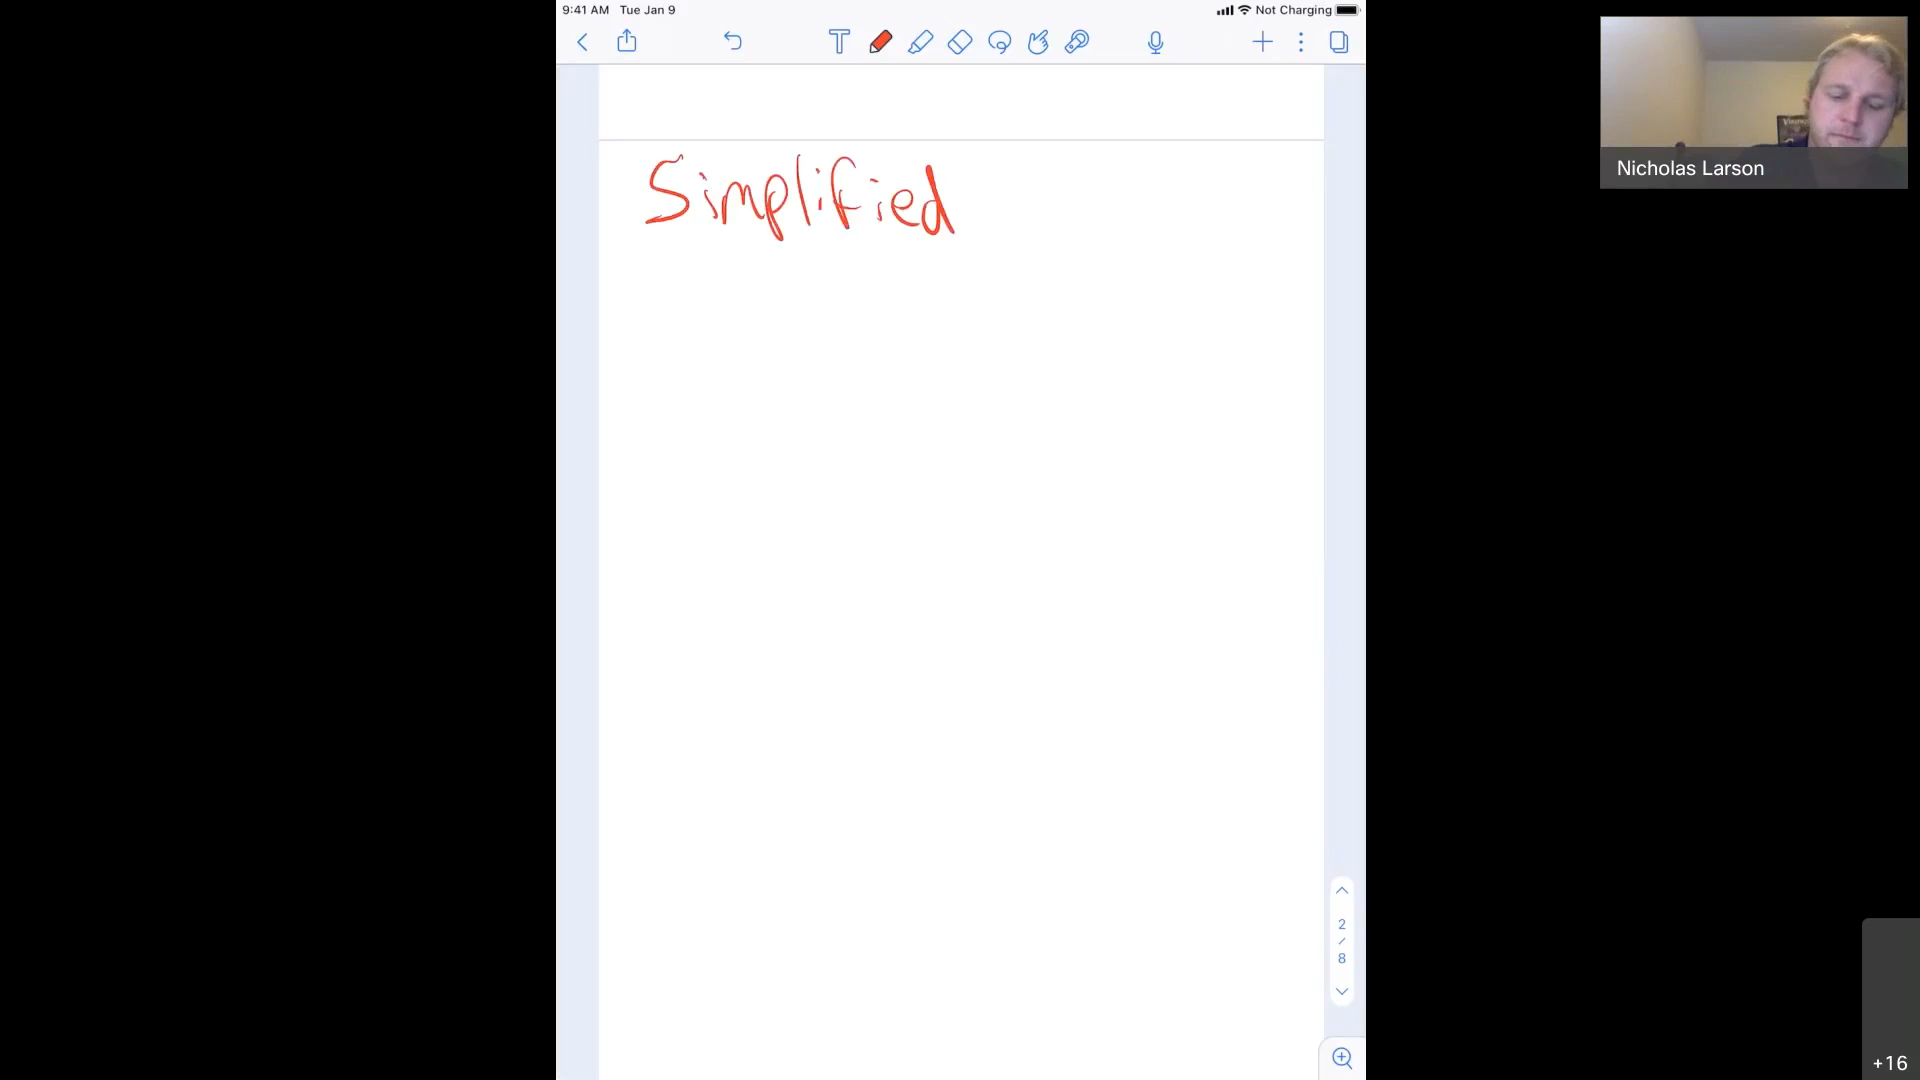 9:41 AM Tue Jan 9
Not Charging
Nicholas Larson
Simplified
2
/
8
+16